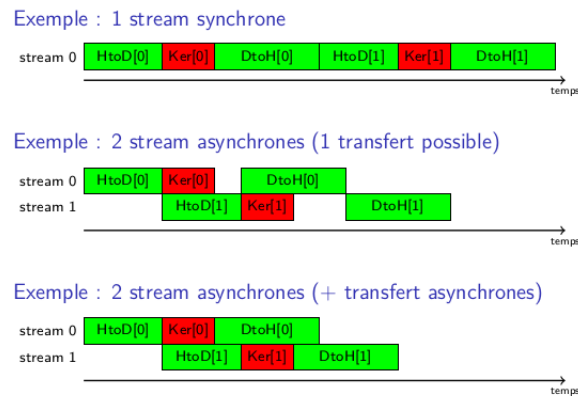 Exemple : 1 stream synchrone
stream 0 HtoD[0] Ker[0] DtoH[0] HtoD[1] Ker[1] DtoH[1]
temps
Exemple : 2 stream asynchrones (1 transfert possible)
stream 0 HtoD[0] Ker[0] DtoH[0]
stream 1 HtoD[1] Ker[1] DtoH[1]
temps
Exemple : 2 stream asynchrones (+ transfert asynchrones)
stream 0 HtoD[0] Ker[0] DtoH[0]
stream 1 HtoD[1] Ker[1] DtoH[1]
temps